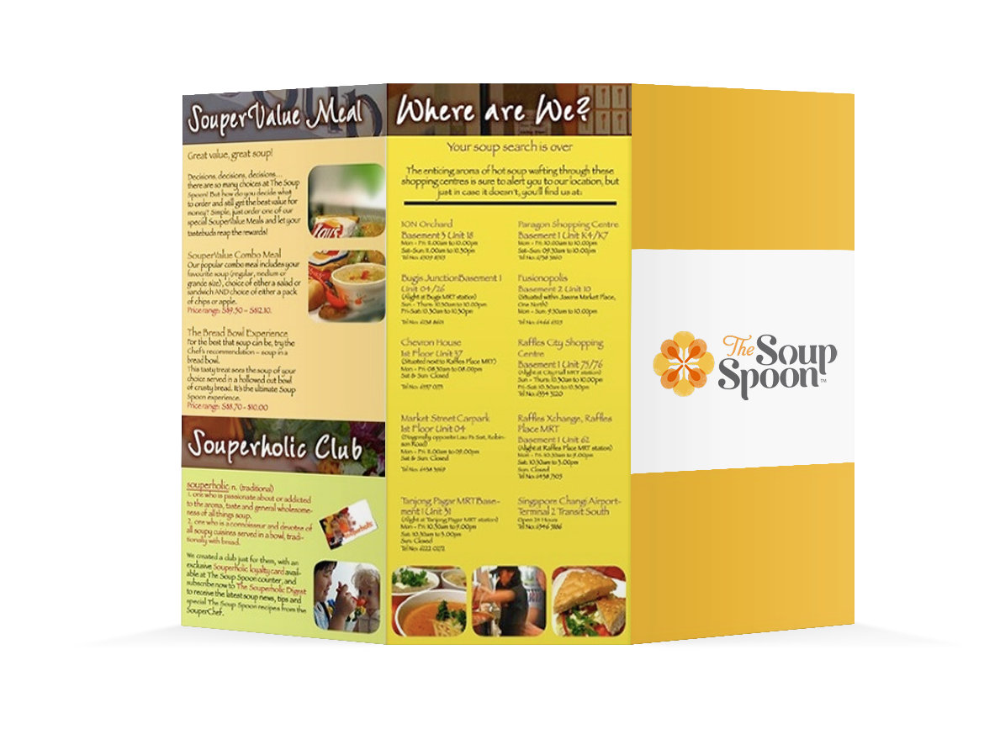 SouperValue Meal
Great value, great soup!
Decisions, decisions, decisions...
there are so many choices at The Soup
Spoon! But how do you decide what
to order and still get the best value for
money? Simple, just order one of our
special SouperValue Meals and let your
tastebuds reap the rewards!
SouperValue Combo Meal
Our popular combo meal includes your
favourite soup (regular, medium or
grande size), choice of either a salad or
sandwich AND choice of either a pack
of chips or apple.
Price range: S$9.50 – S$12.10.
The Bread Bowl Experience
For the best that soup can be, try the
Chef's recommendation – soup in a
bread bowl.
This tasty treat sees the soup of your
choice served in a hollowed out bowl
of crusty bread. It's the ultimate Soup
Spoon experience.
Price range: S$8.70 - $10.00
Lay's
Souperholic Club
souperholic n. (traditional)
1. one who is passionate about or addicted
to the aroma, taste and general wholesome-
ness of all things soup.
2. one who is a connoisseur and devotee of
all soupy cuisines served in a bowl, tradi-
tionally with bread.
We created a club just for them, with an
exclusive Souperholic loyalty card avail-
able at The Soup Spoon counter, and
subscribe now to The Souperholic Digest
to receive the latest soup news, tips and
special The Soup Spoon recipes from the
SouperChef.
Where are We?
Your soup search is over
The enticing aroma of hot soup wafting through these
shopping centres is sure to alert you to our location, but
just in case it doesn't, you'll find us at:
ION Orchard
Basement 3 Unit 18
Mon - Fri: 11.00am to 10.00pm
Sat-Sun: 11.00am to 10.30pm
Tel No:
Bugis Junction Basement 1
Unit 04/26
(Alight at Bugis MRT station)
Sun - Thurs: 10.30am to 10.00pm
Fri-Sat: 10.30am to 10.30pm
Tel No: 6238
Chevron House
1st Floor Unit 37
(Situated next to Raffles Place MRT)
Mon - Fri: 08.30am to 08.00pm
Sat & Sun: Closed
Tel No:
Market Street Carpark
1st Floor Unit 04
(Diagonally opposite Lau Pa Sat, Robin-
son Road)
Mon - Fri: 11.00am to 09.00pm
Sat & Sun: Closed
Tel No: 6438
Tanjong Pagar MRT Base-
ment 1 Unit 31
(Alight at Tanjong Pagar MRT station)
Mon - Fri: 10.30am to 9.00pm
Sat: 10.30am to 3.00pm
Sun: Closed
Tel No: 6222 0272
Paragon Shopping Centre
Basement 1 Unit K4/K7
Mon - Fri: 10.00am to 10.00pm
Sat-Sun: 09.30am to 10.00pm
Tel No: 6738
Fusionopolis
Basement 2 Unit 10
(Situated within Jasons Market Place,
One North)
Mon - Sun: 9.30am to 10.00pm
Tel No: 6466
Raffles City Shopping
Centre
Basement 1 Unit 75/76
(Alight at City Hall MRT station)
Sun - Thurs: 10.30am to 10.00pm
Fri-Sat: 10.30am to 10.30pm
Tel No: 6334 3220
Raffles Xchange, Raffles
Place MRT
Basement 1 Unit 62
(Alight at Raffles Place MRT station)
Mon - Fri: 10.30am to 9.00pm
Sat: 10.30am to 3.00pm
Sun: Closed
Tel No: 6438 7303
Singapore Changi Airport-
Terminal 2 Transit South
Open 24 Hours
Tel No: 6546
The Soup
Spoon™